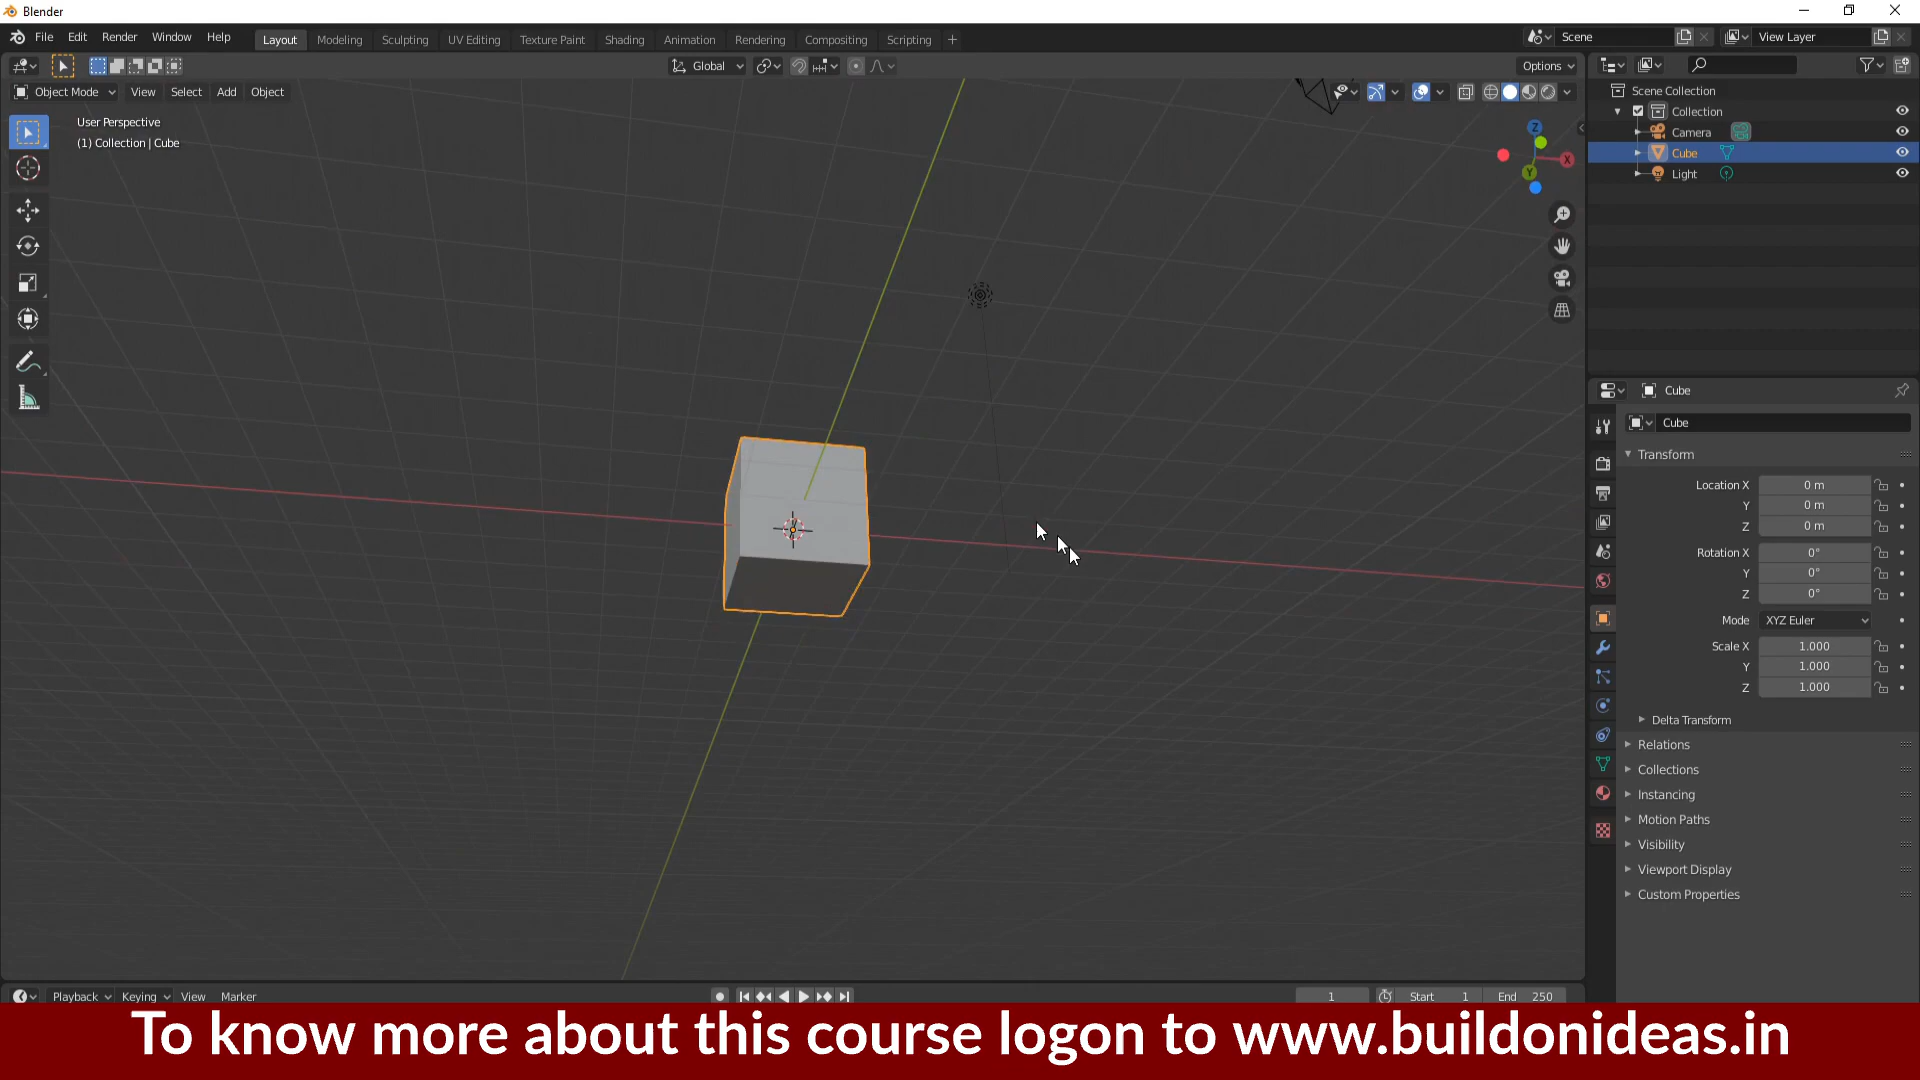 Blender
File Edit Render Window Help Layout Modeling Sculpting UV Editing Texture Paint Shading Animation Rendering Compositing Scripting + Scene View Layer
Global Options
Object Mode View Select Add Object
User Perspective
(1) Collection | Cube
Z
X
Y
Scene Collection
Collection
Camera
Cube
Light
Cube
Cube
Transform
Location X 0 m
Y 0 m
Z 0 m
Rotation X 0°
Y 0°
Z 0°
Mode XYZ Euler
Scale X 1.000
Y 1.000
Z 1.000
Delta Transform
Relations
Collections
Instancing
Motion Paths
Visibility
Viewport Display
Custom Properties
Playback Keying View Marker 1 Start 1 End 250
To know more about this course logon to www.buildonideas.in